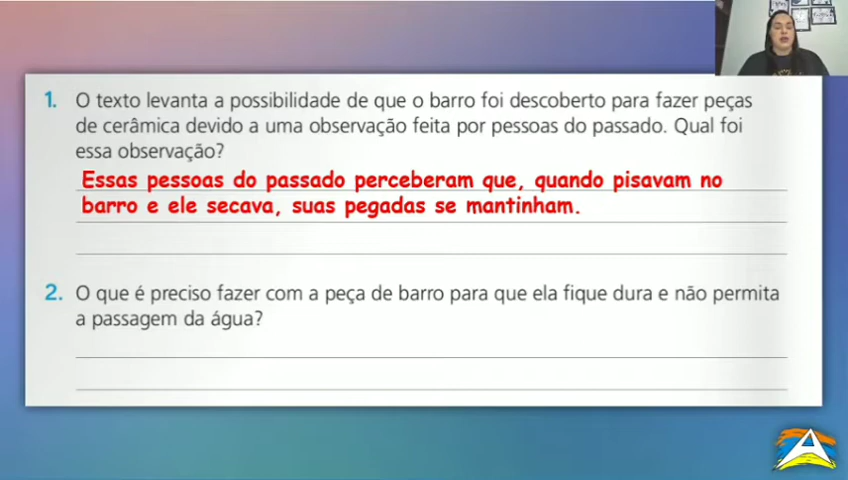 1. O texto levanta a possibilidade de que o barro foi descoberto para fazer peças
de cerâmica devido a uma observação feita por pessoas do passado. Qual foi
essa observação?
Essas pessoas do passado perceberam que, quando pisavam no
barro e ele secava, suas pegadas se mantinham.
2. O que é preciso fazer com a peça de barro para que ela fique dura e não permita
a passagem da água?